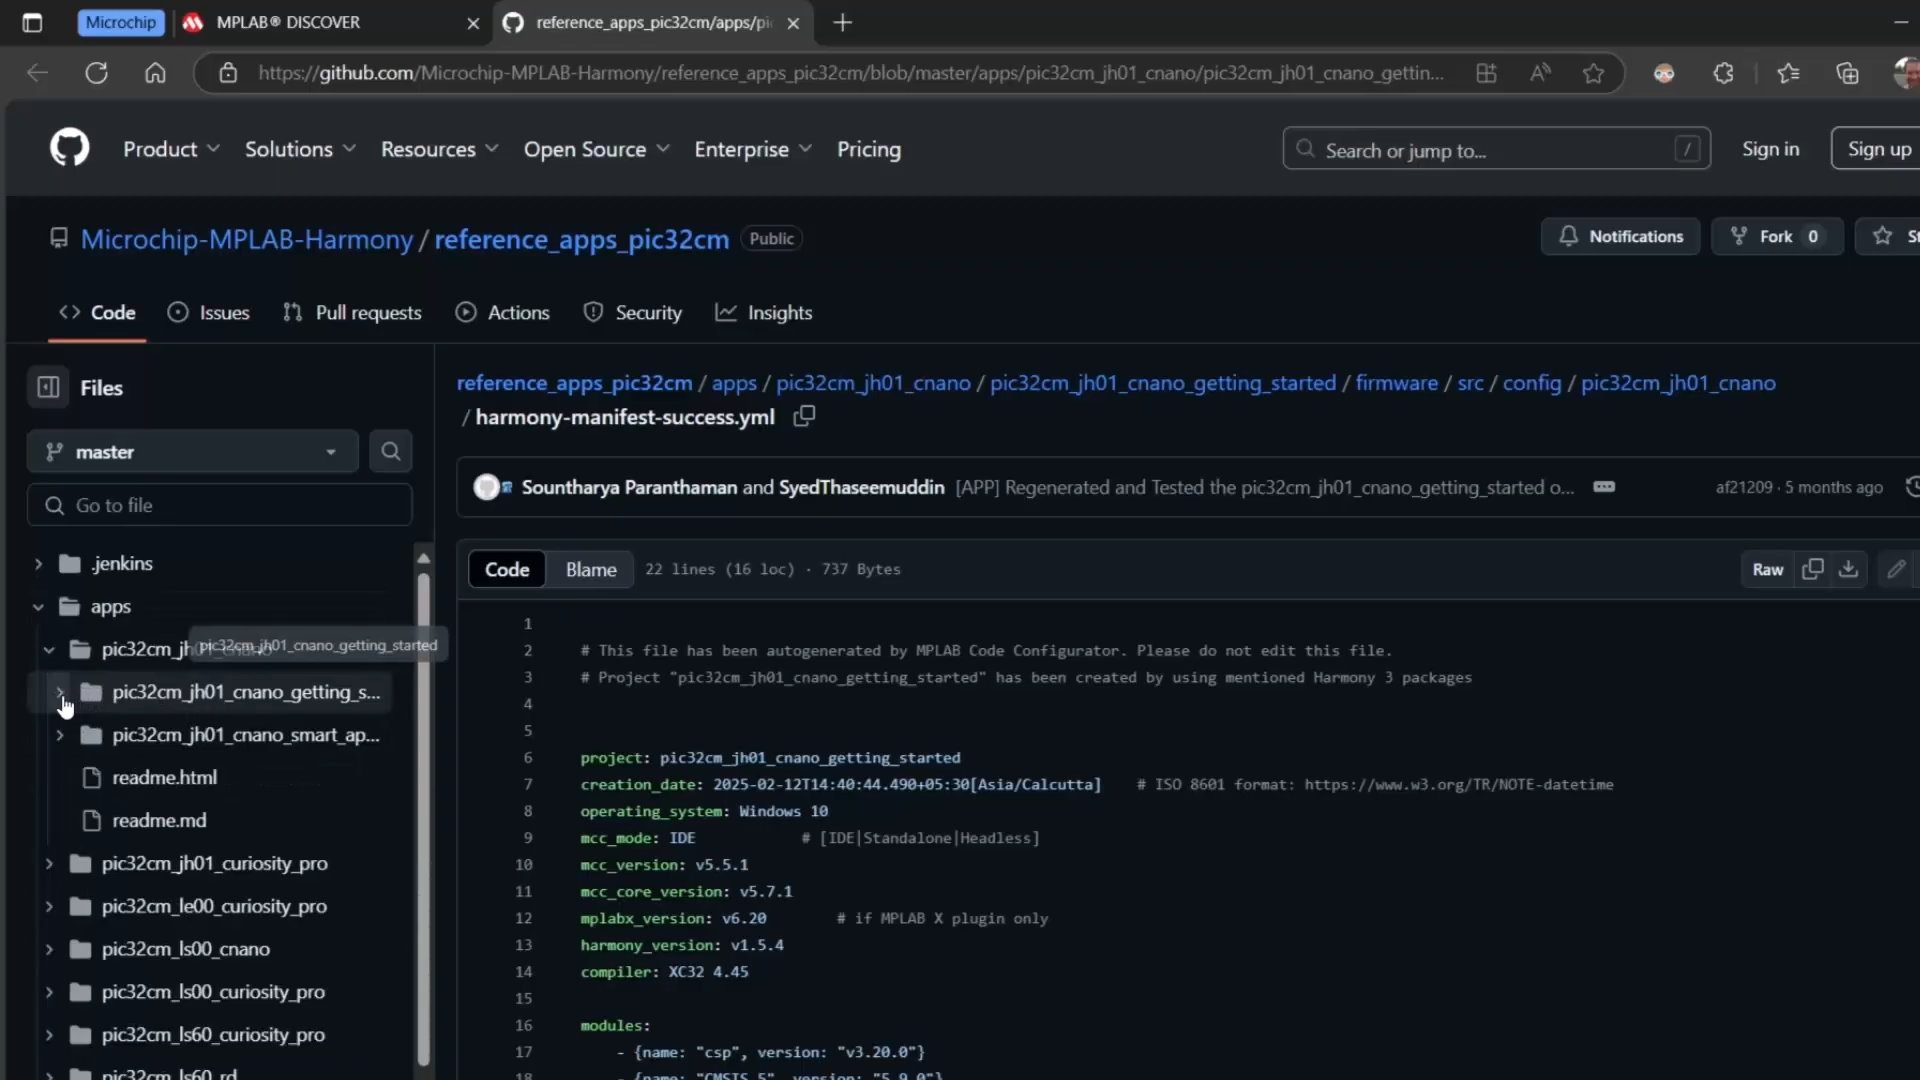 Microchip
MPLAB® DISCOVER
reference_apps_pic32cm/apps/pi
https://github.com/Microchip-MPLAB-Harmony/reference_apps_pic32cm/blob/master/apps/pic32cm_jh01_cnano/pic32cm_jh01_cnano_gettin...
Product
Solutions
Resources
Open Source
Enterprise
Pricing
Search or jump to...
/
Sign in
Sign up
Microchip-MPLAB-Harmony / reference_apps_pic32cm
Public
Notifications
Fork 0
St
Code
Issues
Pull requests
Actions
Security
Insights
Files
master
Go to file
.jenkins
apps
pic32cm_jh01_cnano
pic32cm_jh01_cnano_getting_started
pic32cm_jh01_cnano_getting_s...
pic32cm_jh01_cnano_smart_ap...
readme.html
readme.md
pic32cm_jh01_curiosity_pro
pic32cm_le00_curiosity_pro
pic32cm_ls00_cnano
pic32cm_ls00_curiosity_pro
pic32cm_ls60_curiosity_pro
pic32cm_ls60_rd
reference_apps_pic32cm / apps / pic32cm_jh01_cnano / pic32cm_jh01_cnano_getting_started / firmware / src / config / pic32cm_jh01_cnano
/ harmony-manifest-success.yml
Sountharya Paranthaman and SyedThaseemuddin [APP] Regenerated and Tested the pic32cm_jh01_cnano_getting_started o...
af21209 · 5 months ago
Code
Blame
22 lines (16 loc) · 737 Bytes
Raw
1
2 # This file has been autogenerated by MPLAB Code Configurator. Please do not edit this file.
3 # Project "pic32cm_jh01_cnano_getting_started" has been created by using mentioned Harmony 3 packages
4
5
6 project: pic32cm_jh01_cnano_getting_started
7 creation_date: 2025-02-12T14:40:44.490+05:30[Asia/Calcutta] # ISO 8601 format: https://www.w3.org/TR/NOTE-datetime
8 operating_system: Windows 10
9 mcc_mode: IDE # [IDE|Standalone|Headless]
10 mcc_version: v5.5.1
11 mcc_core_version: v5.7.1
12 mplabx_version: v6.20 # if MPLAB X plugin only
13 harmony_version: v1.5.4
14 compiler: XC32 4.45
15
16 modules:
17 - {name: "csp", version: "v3.20.0"}
18 - {name: "CMSIS_5", version: "5.9.0"}